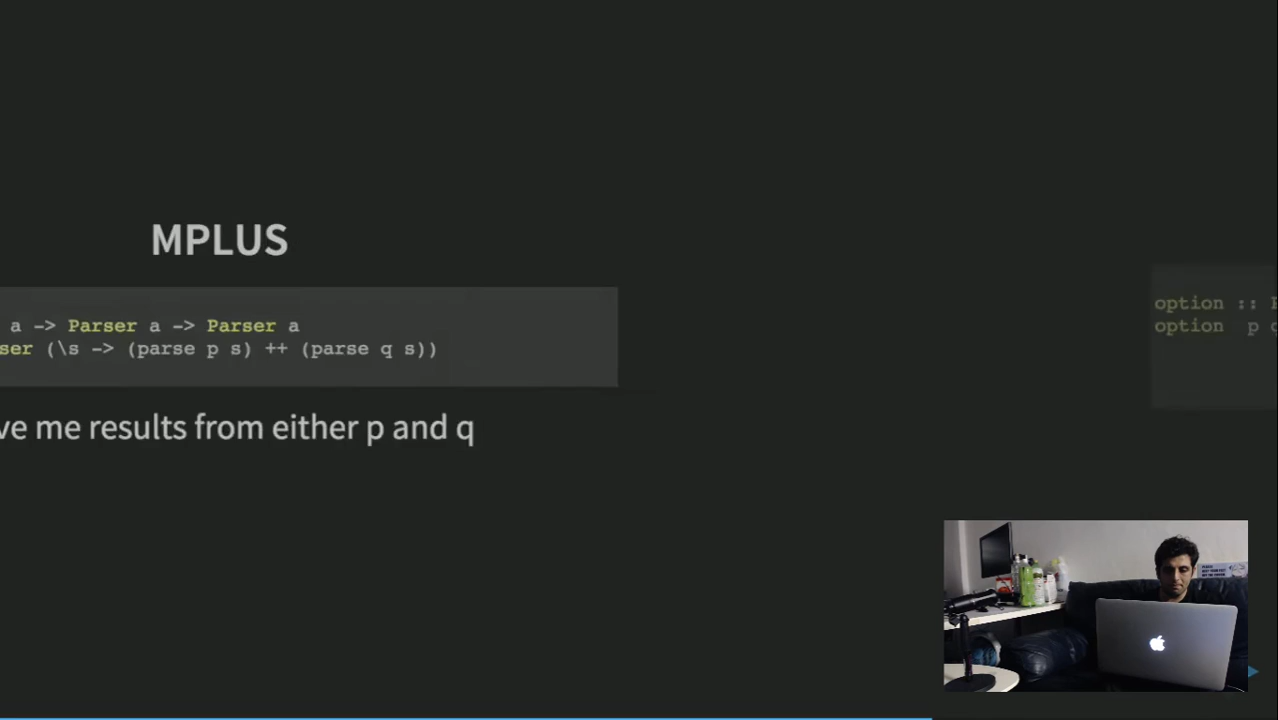 MPLUS
a -> Parser a -> Parser a
ser (\s -> (parse p s) ++ (parse q s))
ve me results from either p and q
option ::
option p